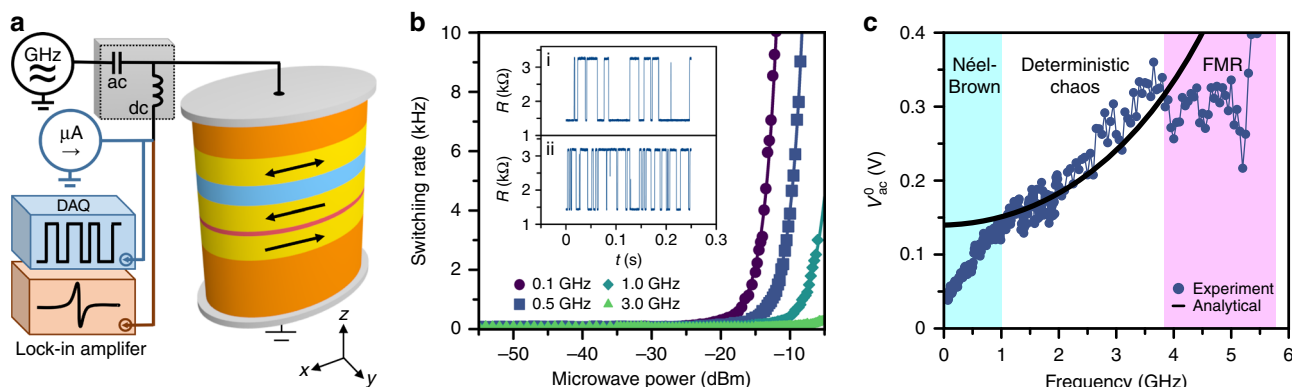 a
GHz
ac
dc
µA
DAQ
Lock-in amplifer
z
x
y
b
Switchiing rate (kHz)
10
8
6
4
2
0
i
R (kΩ)
3
2
1
ii
R (kΩ)
3
2
1
0
0.1
0.2
0.3
t (s)
0.1 GHz
1.0 GHz
0.5 GHz
3.0 GHz
−50
−40
−30
−20
−10
Microwave power (dBm)
c
V⁰ac (V)
0.4
0.3
0.2
0.1
0
Néel-
Brown
Deterministic
chaos
FMR
Experiment
Analytical
0
1
2
3
4
5
6
Frequency (GHz)